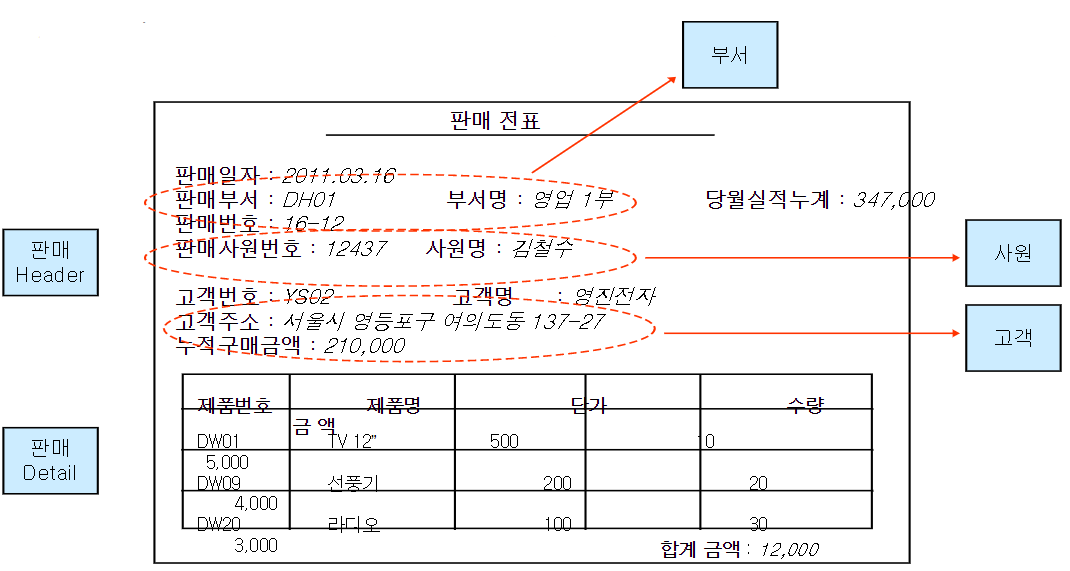 부서
판매 전표
판매일자 : 2011.03.16
판매부서 : DH01 부서명 : 영업 1부 당월실적누계 : 347,000
판매번호 : 16-12
판매사원번호 : 12437 사원명 : 김철수
판매
Header
사원
고객번호 : YS02 고객명 : 영진전자
고객주소 : 서울시 영등포구 여의도동 137-27
누적구매금액 : 210,000
고객
제품번호 제품명 단가 수량
금 액
DW01 TV 12” 500 10
5,000
DW09 선풍기 200 20
4,000
DW20 라디오 100 30
3,000
판매
Detail
합계 금액 : 12,000